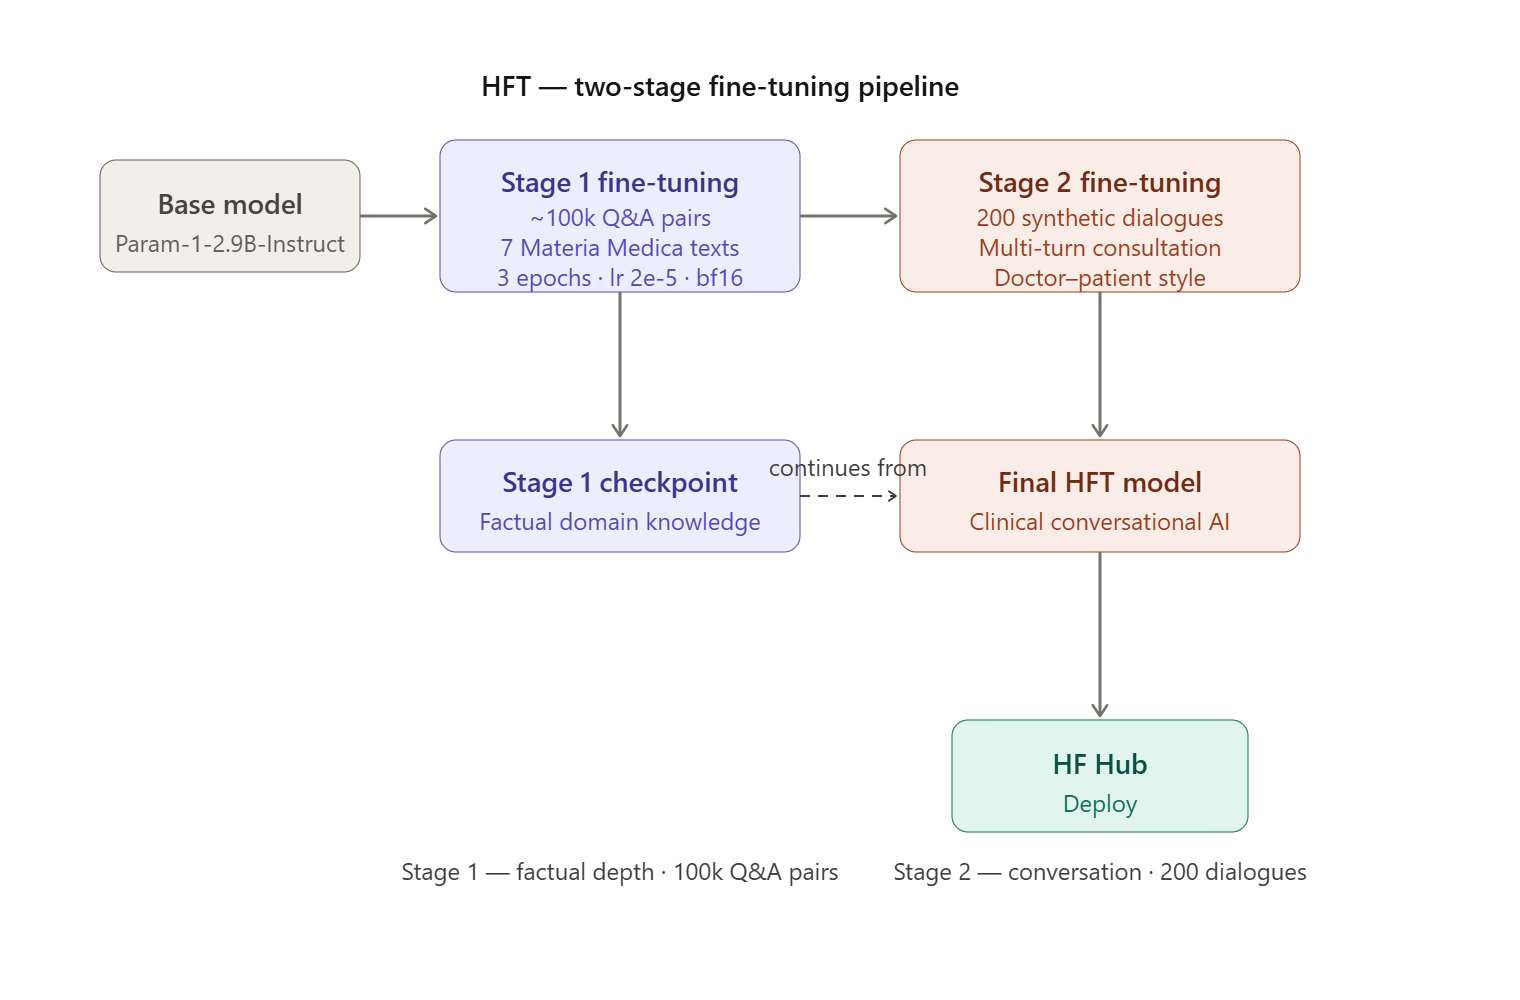 HFT — two-stage fine-tuning pipeline
Base model
Param-1-2.9B-Instruct
Stage 1 fine-tuning
~100k Q&A pairs
7 Materia Medica texts
3 epochs · lr 2e-5 · bf16
Stage 2 fine-tuning
200 synthetic dialogues
Multi-turn consultation
Doctor–patient style
Stage 1 checkpoint
Factual domain knowledge
continues from
Final HFT model
Clinical conversational AI
HF Hub
Deploy
Stage 1 — factual depth · 100k Q&A pairs
Stage 2 — conversation · 200 dialogues